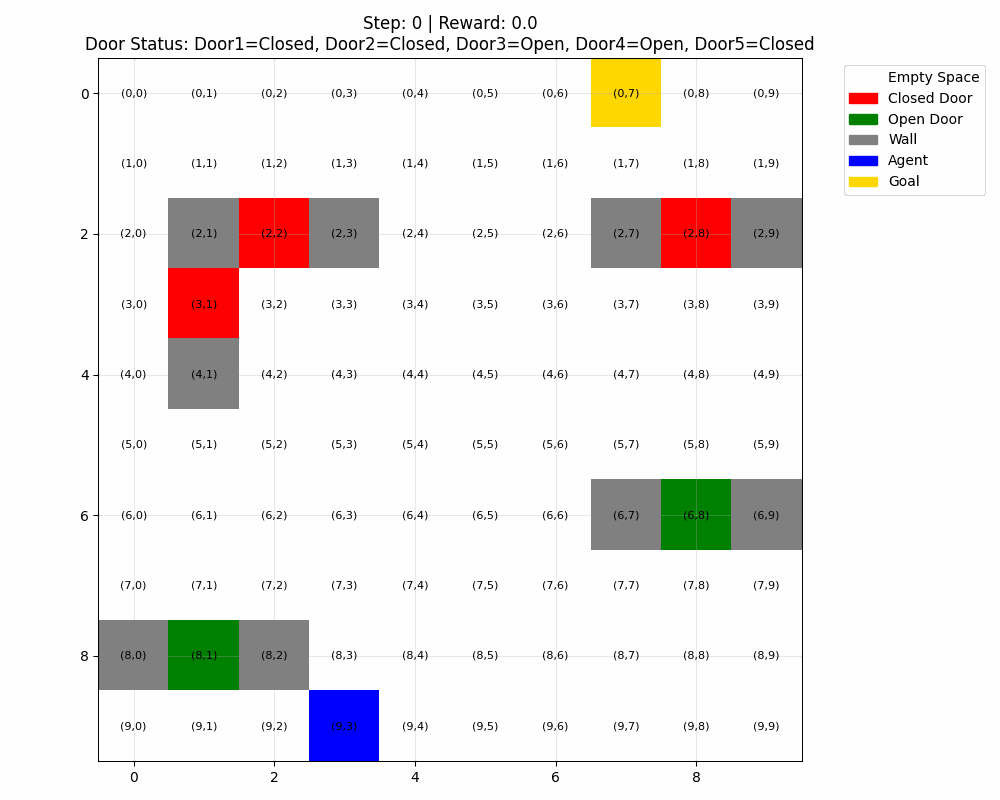 Step: 0 | Reward: 0.0
Door Status: Door1=Closed, Door2=Closed, Door3=Open, Door4=Open, Door5=Closed
0 (0,0) (0,1) (0,2) (0,3) (0,4) (0,5) (0,6) (0,7) (0,8) (0,9)
(1,0) (1,1) (1,2) (1,3) (1,4) (1,5) (1,6) (1,7) (1,8) (1,9)
2 (2,0) (2,1) (2,2) (2,3) (2,4) (2,5) (2,6) (2,7) (2,8) (2,9)
(3,0) (3,1) (3,2) (3,3) (3,4) (3,5) (3,6) (3,7) (3,8) (3,9)
4 (4,0) (4,1) (4,2) (4,3) (4,4) (4,5) (4,6) (4,7) (4,8) (4,9)
(5,0) (5,1) (5,2) (5,3) (5,4) (5,5) (5,6) (5,7) (5,8) (5,9)
6 (6,0) (6,1) (6,2) (6,3) (6,4) (6,5) (6,6) (6,7) (6,8) (6,9)
(7,0) (7,1) (7,2) (7,3) (7,4) (7,5) (7,6) (7,7) (7,8) (7,9)
8 (8,0) (8,1) (8,2) (8,3) (8,4) (8,5) (8,6) (8,7) (8,8) (8,9)
(9,0) (9,1) (9,2) (9,3) (9,4) (9,5) (9,6) (9,7) (9,8) (9,9)
0 2 4 6 8
Empty Space
Closed Door
Open Door
Wall
Agent
Goal